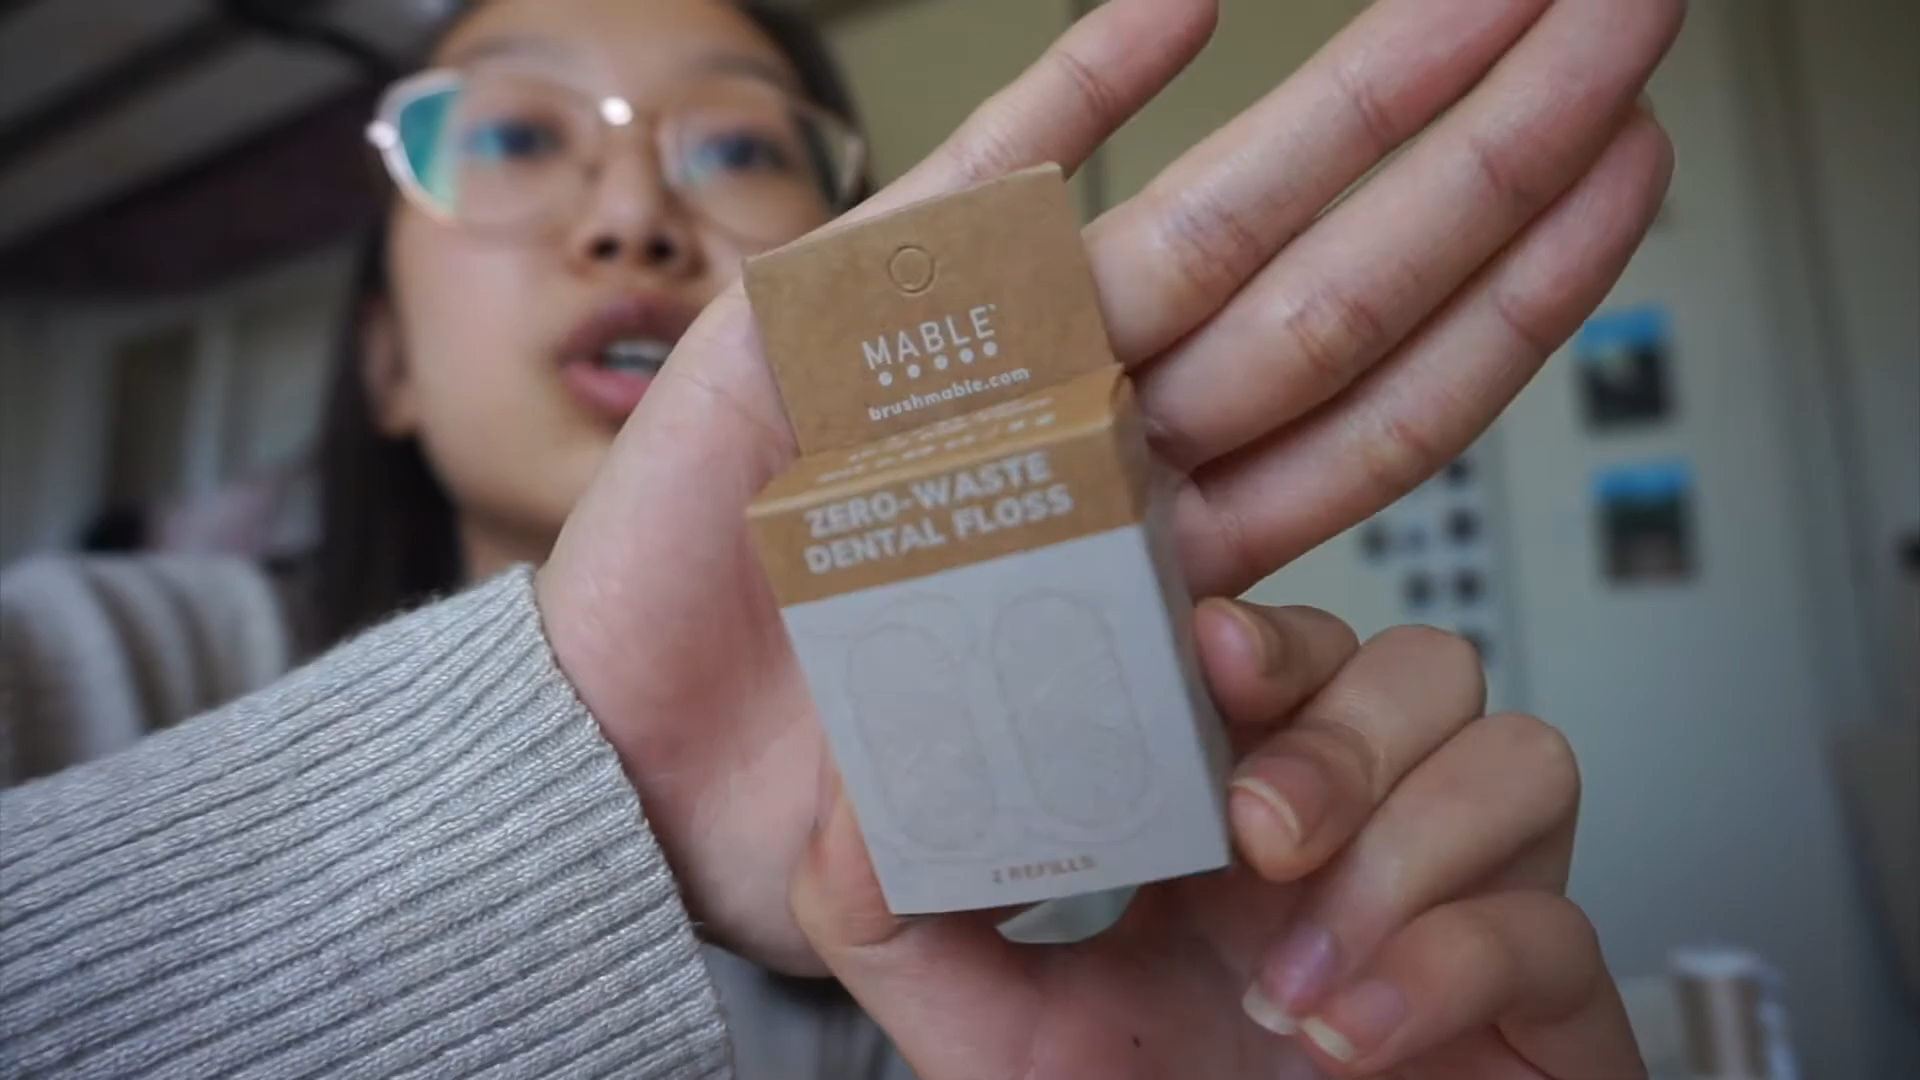 MABLE
brushmable.com
ZERO-WASTE
DENTAL FLOSS
2 REFILLS